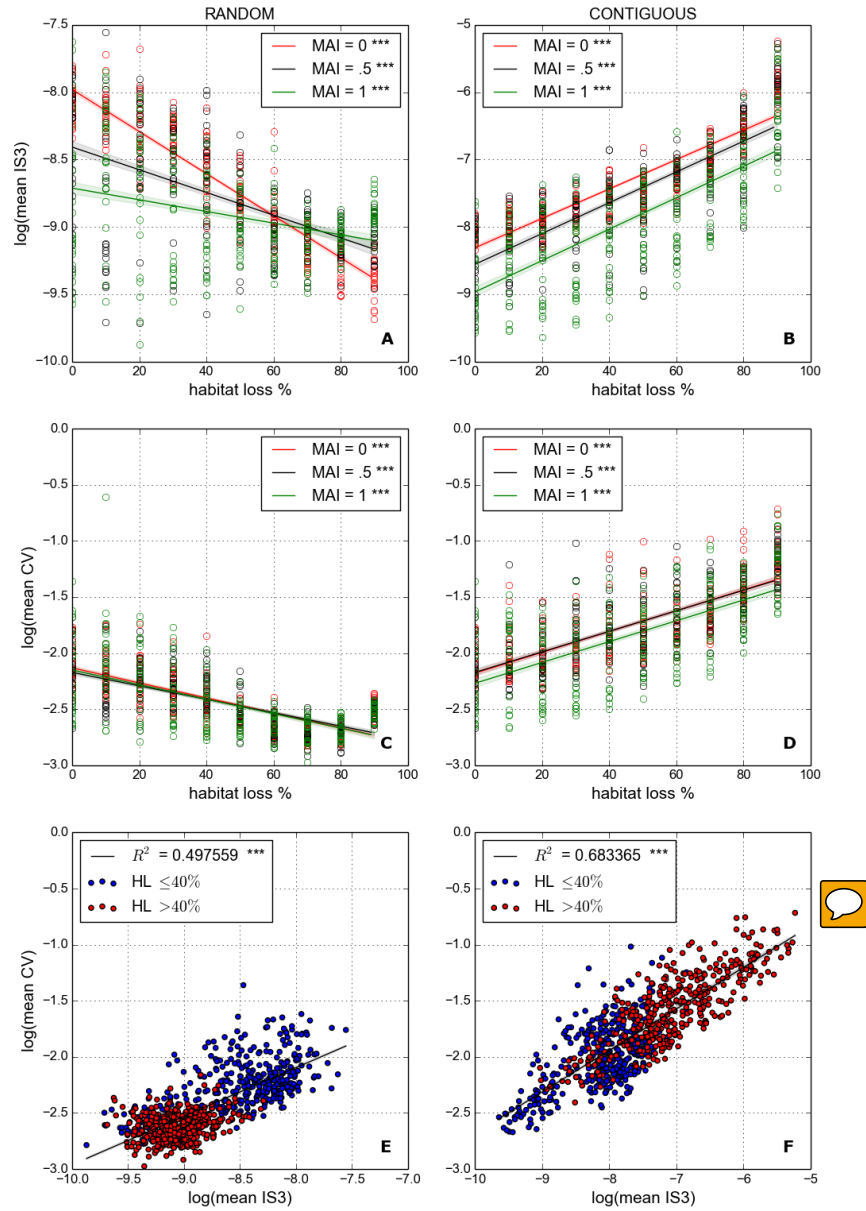 RANDOM
CONTIGUOUS
−7.5
−8.0
−8.5
−9.0
−9.5
−10.0
log(mean IS3)
MAI = 0 ***
MAI = .5 ***
MAI = 1 ***
A
0 20 40 60 80 100
habitat loss %
−5
−6
−7
−8
−9
−10
MAI = 0 ***
MAI = .5 ***
MAI = 1 ***
B
0 20 40 60 80 100
habitat loss %
0.0
−0.5
−1.0
−1.5
−2.0
−2.5
−3.0
log(mean CV)
MAI = 0 ***
MAI = .5 ***
MAI = 1 ***
C
0 20 40 60 80 100
habitat loss %
0.0
−0.5
−1.0
−1.5
−2.0
−2.5
−3.0
MAI = 0 ***
MAI = .5 ***
MAI = 1 ***
D
0 20 40 60 80 100
habitat loss %
0.0
−0.5
−1.0
−1.5
−2.0
−2.5
−3.0
log(mean CV)
R² = 0.497559 ***
HL ≤40%
HL >40%
E
−10.0 −9.5 −9.0 −8.5 −8.0 −7.5 −7.0
log(mean IS3)
0.0
−0.5
−1.0
−1.5
−2.0
−2.5
−3.0
R² = 0.683365 ***
HL ≤40%
HL >40%
F
−10 −9 −8 −7 −6 −5
log(mean IS3)